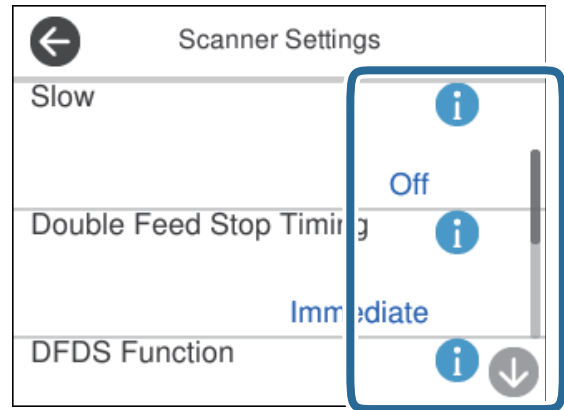 Scanner Settings
Slow
i
Off
Double Feed Stop Timing
i
Immediate
DFDS Function
i